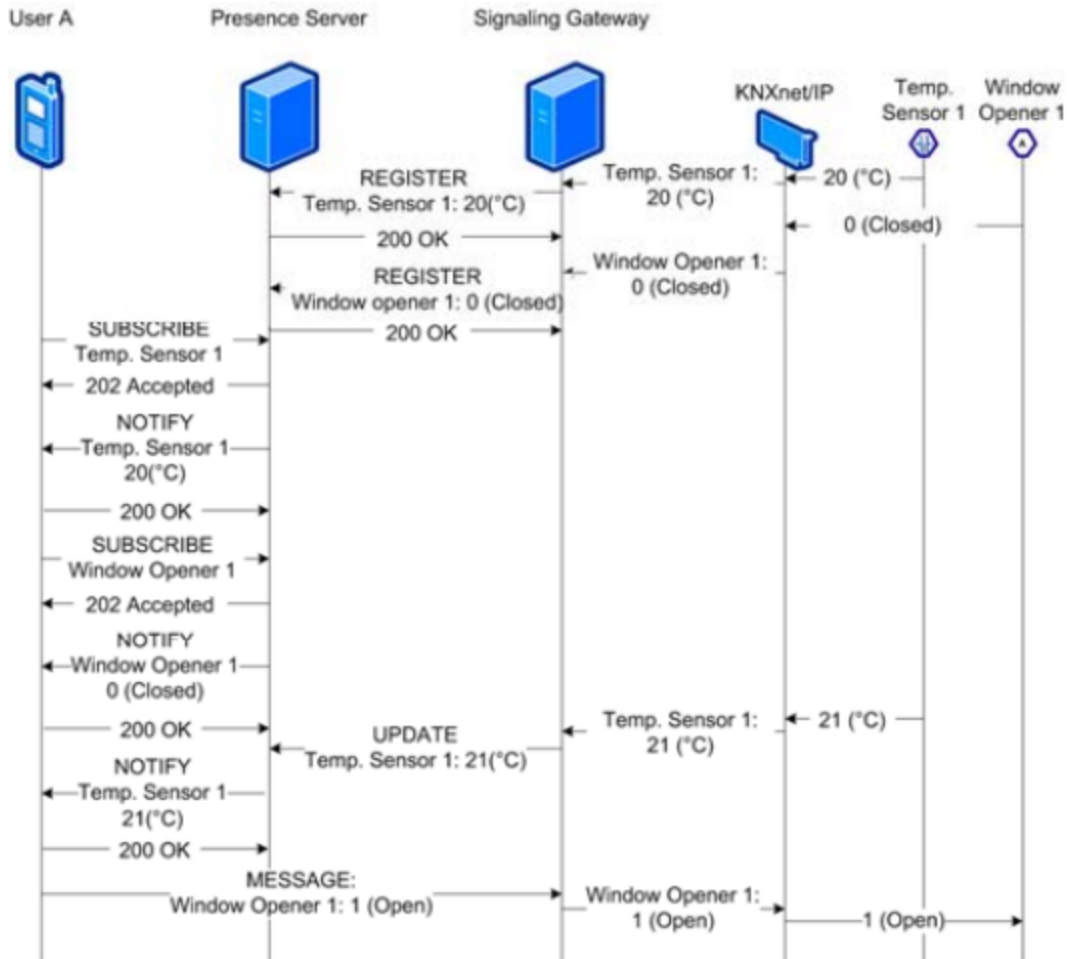 User A
Presence Server
Signaling Gateway
KNXnet/IP
Temp.
Sensor 1
Window
Opener 1
REGISTER
Temp. Sensor 1: 20(°C)
Temp. Sensor 1:
20 (°C)
20 (°C)
200 OK
0 (Closed)
REGISTER
Window opener 1: 0 (Closed)
Window Opener 1:
0 (Closed)
200 OK
SUBSCRIBE
Temp. Sensor 1
202 Accepted
NOTIFY
Temp. Sensor 1
20(°C)
200 OK
SUBSCRIBE
Window Opener 1
202 Accepted
NOTIFY
Window Opener 1
0 (Closed)
200 OK
UPDATE
Temp. Sensor 1: 21(°C)
Temp. Sensor 1:
21 (°C)
21 (°C)
NOTIFY
Temp. Sensor 1
21(°C)
200 OK
MESSAGE:
Window Opener 1: 1 (Open)
Window Opener 1:
1 (Open)
1 (Open)